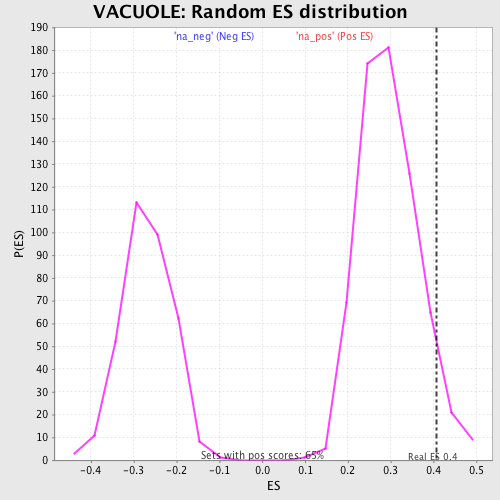 VACUOLE: Random ES distribution
'na_neg' (Neg ES) 'na_pos' (Pos ES)
190
180
170
160
150
140
130
120
110
100
90
80
70
60
50
40
30
20
10
0
P(ES)
Sets with pos scores: 65%
Real ES 0.4
-0.4 -0.3 -0.2 -0.1 0.0 0.1 0.2 0.3 0.4 0.5
ES